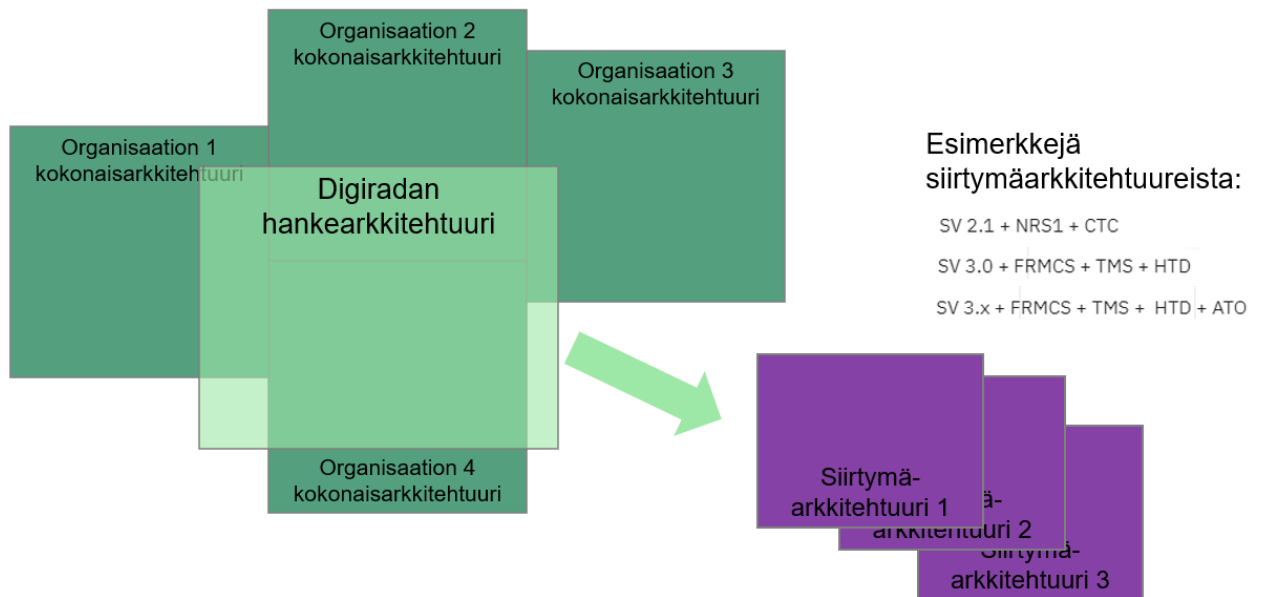 Organisaation 2
kokonaisarkkitehtuuri
Organisaation 3
kokonaisarkkitehtuuri
Organisaation 1
kokonaisarkkitehtuuri
Digiradan
hankearkkitehtuuri
Organisaation 4
kokonaisarkkitehtuuri
Esimerkkejä
siirtymäarkkitehtuureista:
SV 2.1 + NRS1 + CTC
SV 3.0 + FRMCS + TMS + HTD
SV 3.x + FRMCS + TMS + HTD + ATO
Siirtymä-
arkkitehtuuri 1
ä-
arkkitehtuuri 2
Siirtymä-
arkkitehtuuri 3